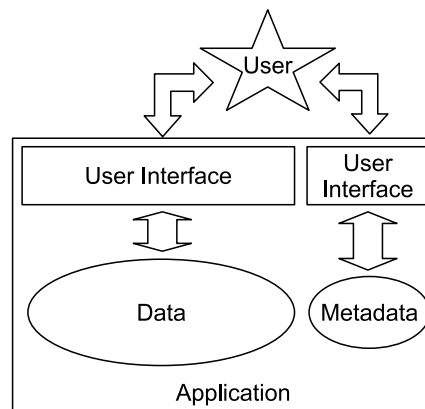 User
User Interface
User
Interface
Data
Metadata
Application